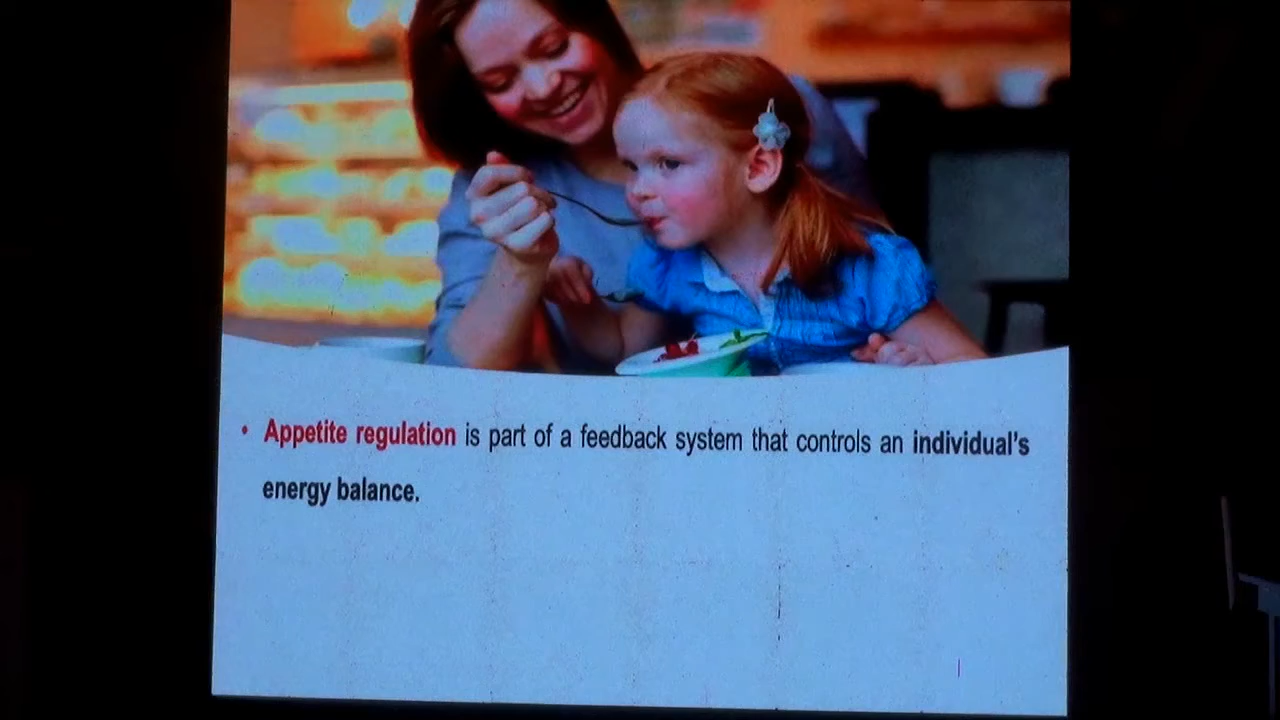 • Appetite regulation is part of a feedback system that controls an individual's
energy balance.